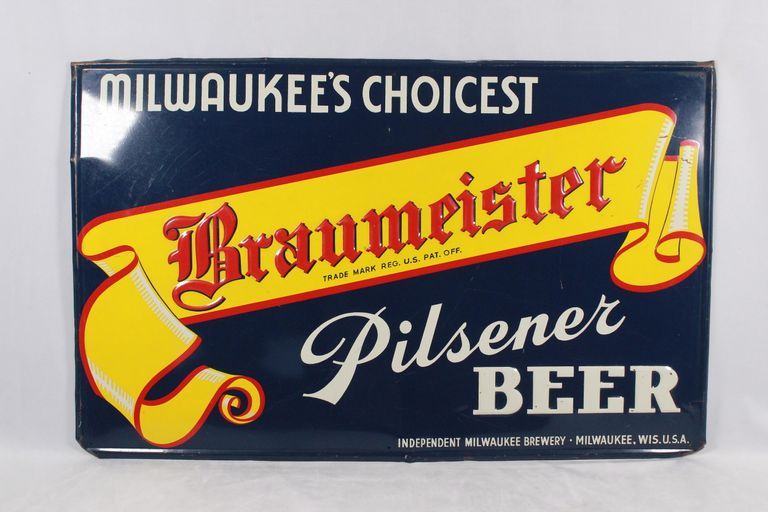 MILWAUKEE'S CHOICEST
Braumeister
TRADE MARK REG. U.S. PAT. OFF.
Pilsener
BEER
INDEPENDENT MILWAUKEE BREWERY · MILWAUKEE, WIS. U.S.A.